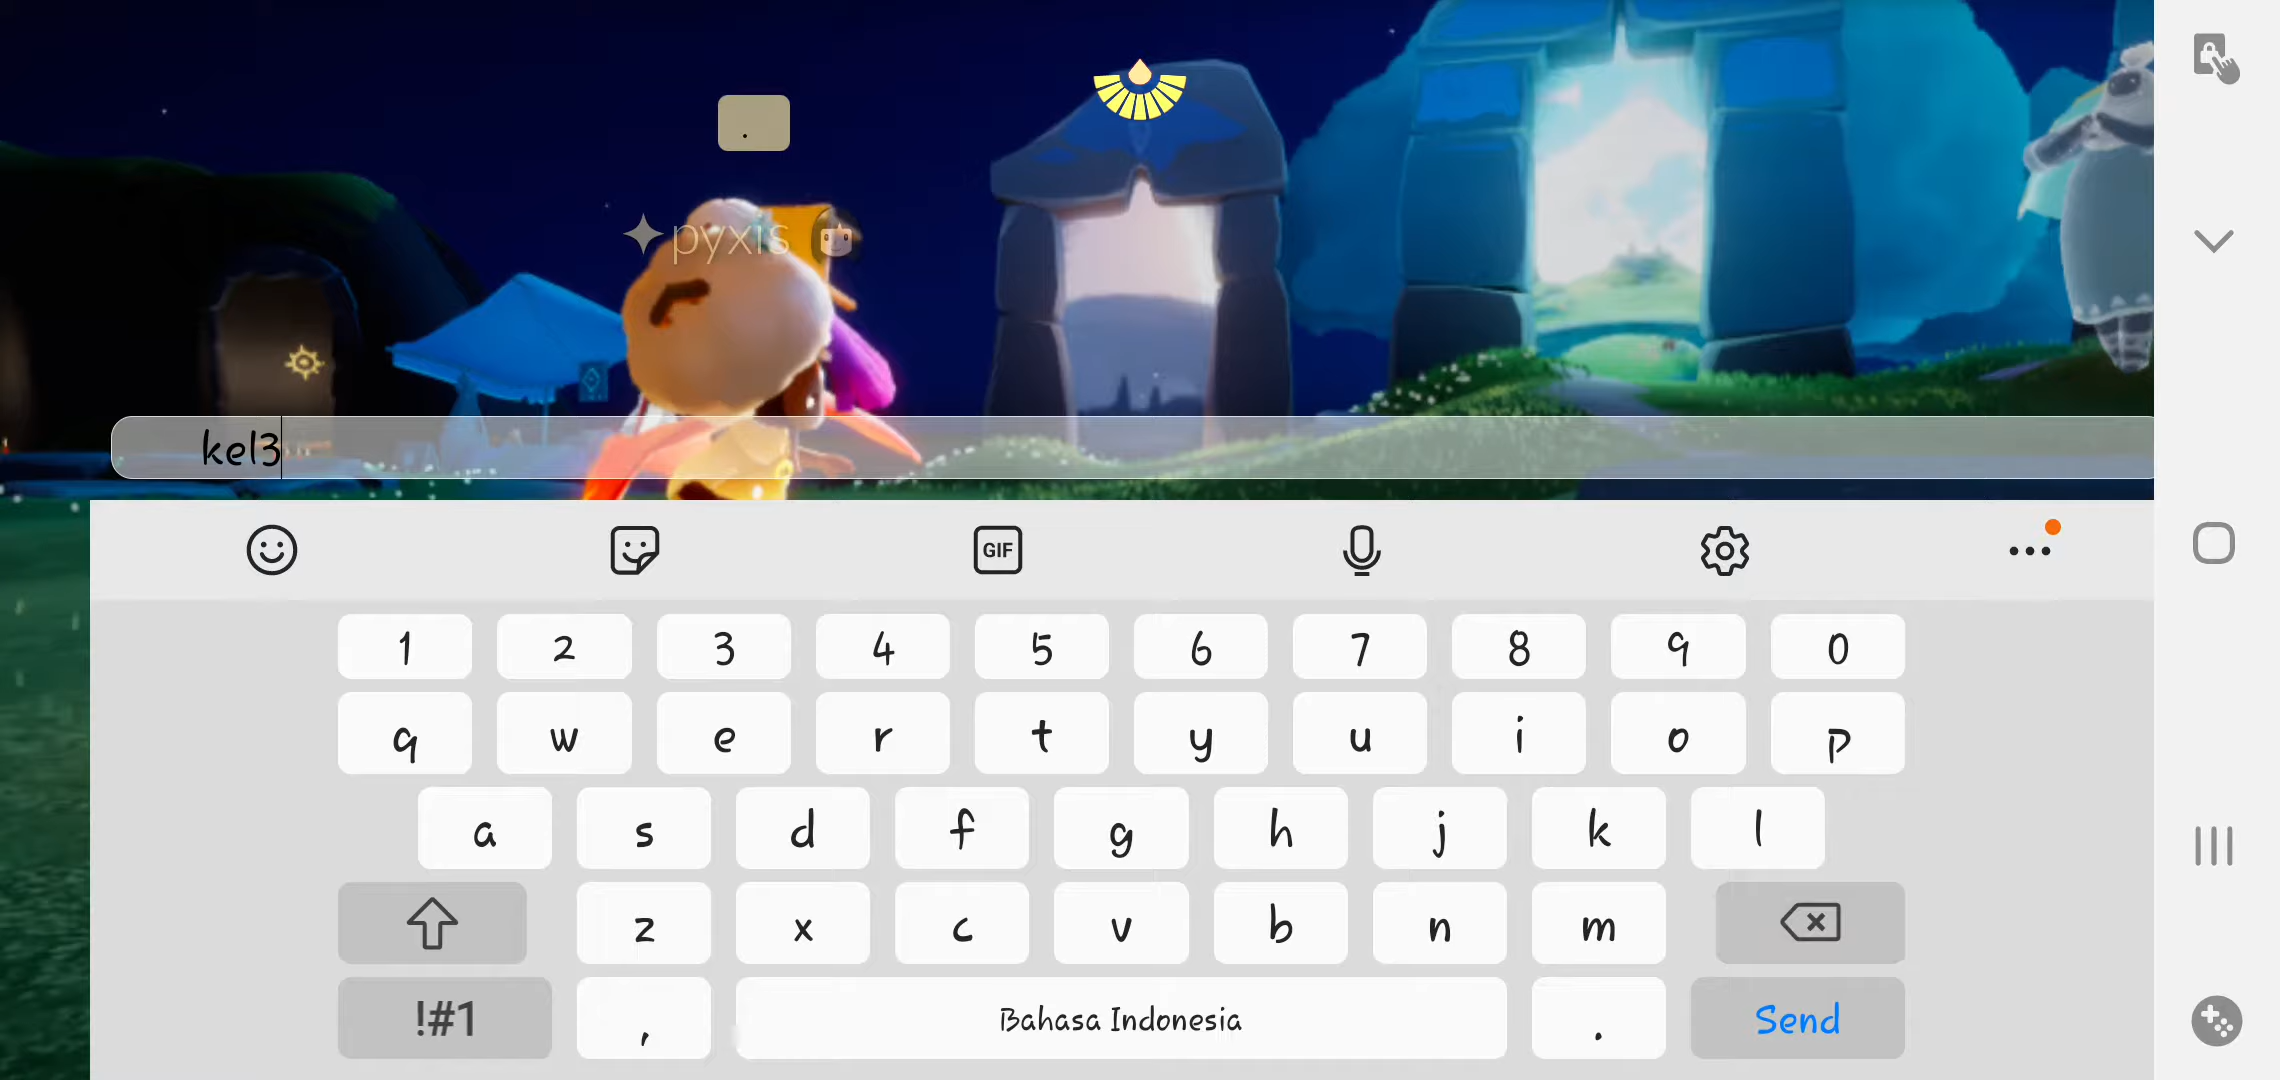 .
pyxis
kel3
GIF
1 2 3 4 5 6 7 8 9 0
q w e r t y u i o p
a s d f g h j k l
z x c v b n m
!#1 , Bahasa Indonesia . Send